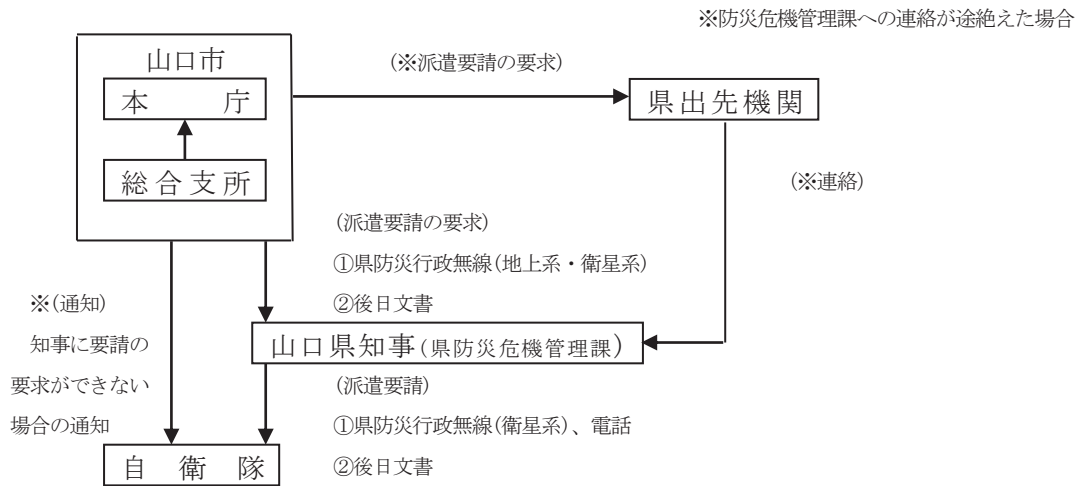 ※防災危機管理課への連絡が途絶えた場合
山口市
(※派遣要請の要求)
本　　庁
県出先機関
総合支所
(※連絡)
(派遣要請の要求)
①県防災行政無線(地上系・衛星系)
②後日文書
※(通知)
知事に要請の
要求ができない
場合の通知
山口県知事(県防災危機管理課)
(派遣要請)
①県防災行政無線(衛星系)、電話
②後日文書
自　衛　隊